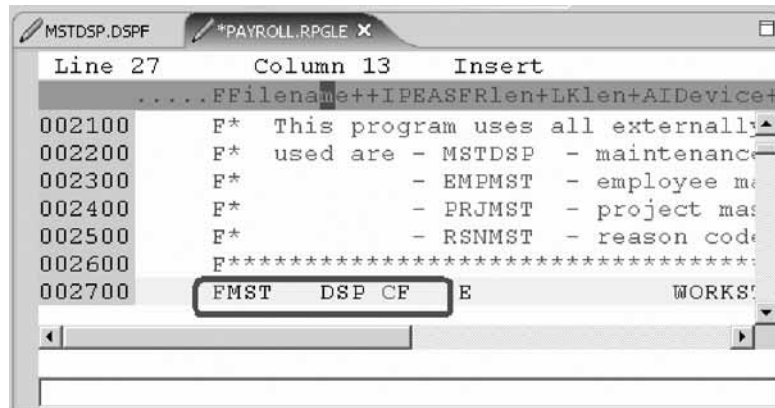 MSTDSP.DSPF *PAYROLL.RPGLE
Line 27 Column 13 Insert
.....FFilename++IPEASFRlen+LKlen+AIDevice+
002100 F* This program uses all externally
002200 F* used are - MSTDSP - maintenance
002300 F* - EMPMST - employee ma
002400 F* - PRJMST - project mas
002500 F* - RSNMST - reason code
002600 F***********************************
002700 FMST DSP CF E WORKS